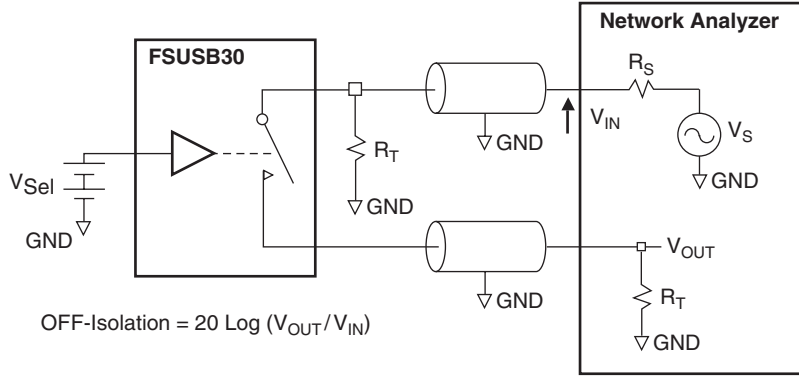 Network Analyzer
FSUSB30
R_S
V_IN
V_S
GND
R_T
GND
GND
V_Sel
GND
GND
V_OUT
R_T
GND
GND
OFF-Isolation = 20 Log (V_OUT/V_IN)